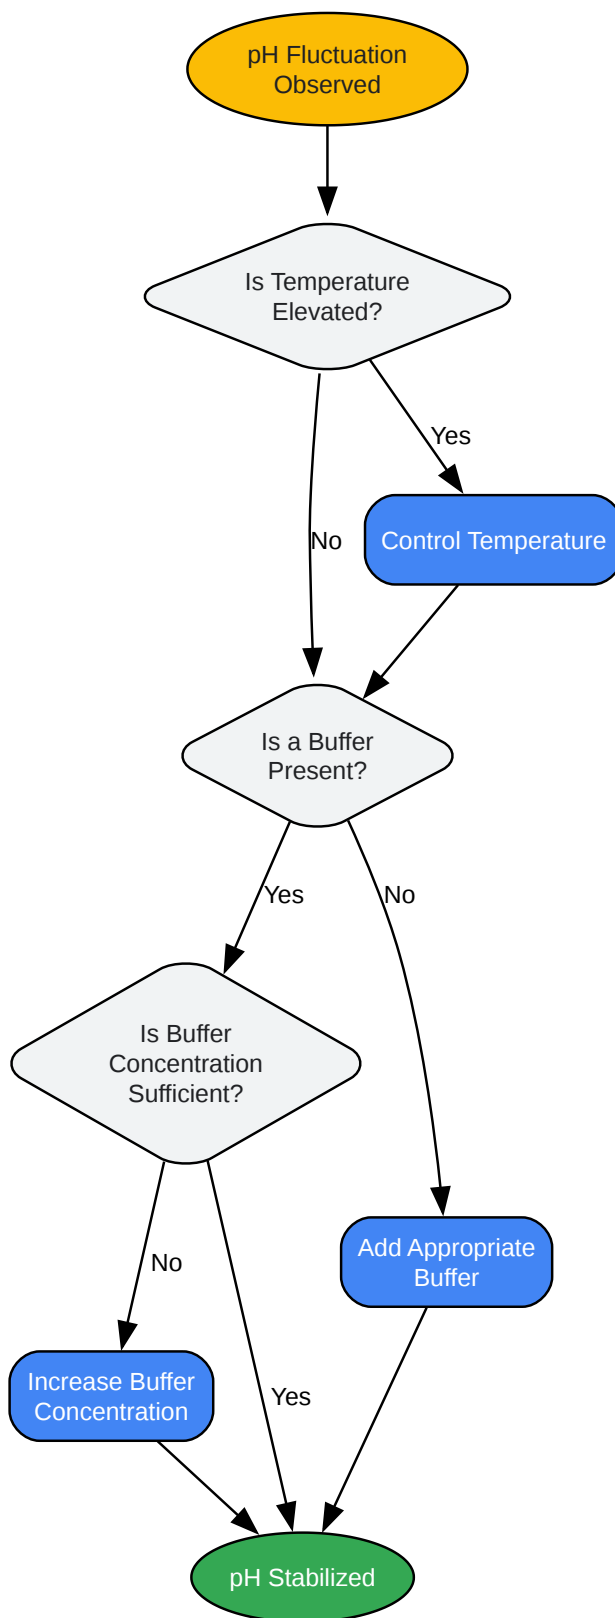 pH Fluctuation
Observed
Is Temperature
Elevated?
Yes
No
Control Temperature
Is a Buffer
Present?
Yes
No
Is Buffer
Concentration
Sufficient?
No
Add Appropriate
Buffer
Increase Buffer
Concentration
Yes
pH Stabilized